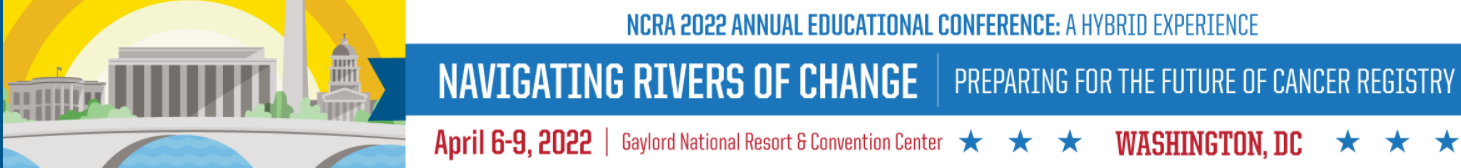 NCRA 2022 ANNUAL EDUCATIONAL CONFERENCE: A HYBRID EXPERIENCE
NAVIGATING RIVERS OF CHANGE | PREPARING FOR THE FUTURE OF CANCER REGISTRY
April 6-9, 2022 | Gaylord National Resort & Convention Center ★ ★ ★ WASHINGTON, DC ★ ★ ★